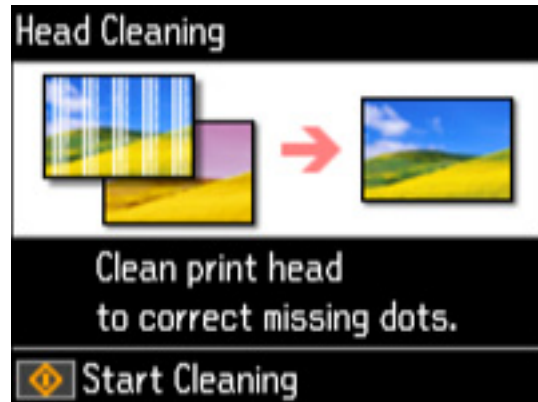 Head Cleaning
Clean print head
to correct missing dots.
Start Cleaning